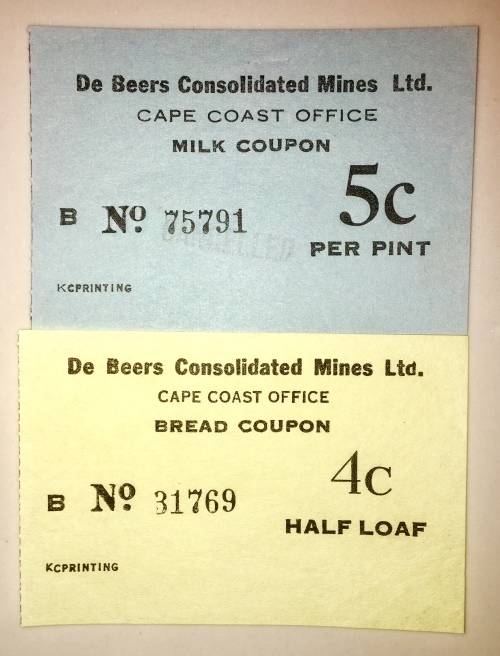 De Beers Consolidated Mines Ltd.
CAPE COAST OFFICE
MILK COUPON
5c
B No 75791
CANCELLED
PER PINT
KCPRINTING
De Beers Consolidated Mines Ltd.
CAPE COAST OFFICE
BREAD COUPON
4c
B No 31769
HALF LOAF
KCPRINTING